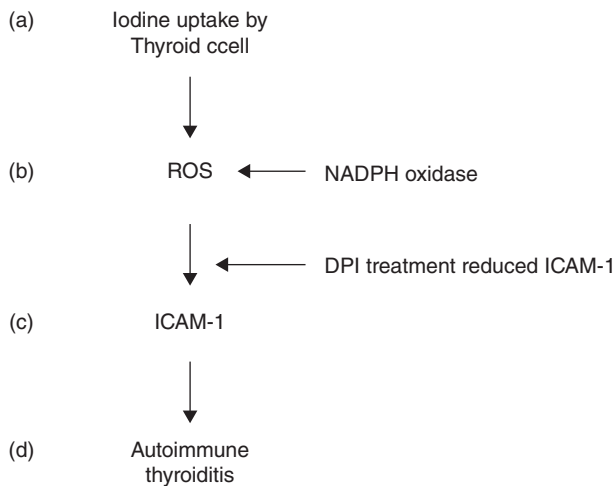 (a) Iodine uptake by
Thyroid ccell
(b) ROS NADPH oxidase
DPI treatment reduced ICAM-1
(c) ICAM-1
(d) Autoimmune
thyroiditis